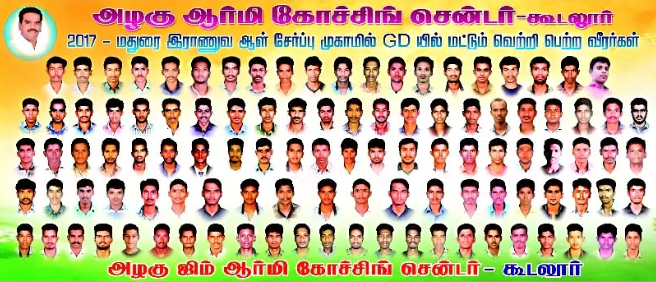 அழகு ஆர்மி கோச்சிங் சென்டர்-கூடலூர்
2017 - மதுரை இராணுவ ஆள் சேர்ப்பு முகாமில் GD யில் மட்டும் வெற்றி பெற்ற வீரர்கள்
அழகு ஜிம் ஆர்மி கோச்சிங் சென்டர் - கூடலூர்